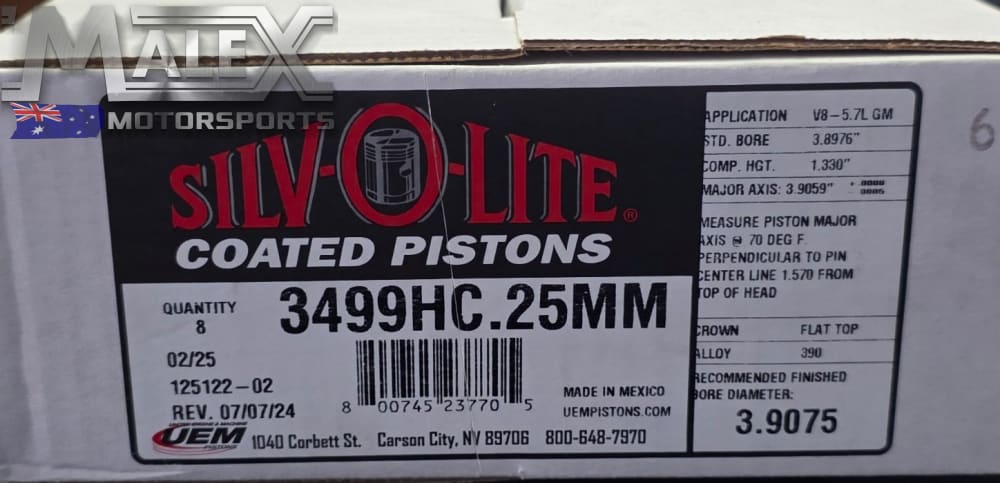 MALEX
MOTORSPORTS
SILV-O-LITE®
COATED PISTONS
QUANTITY
8
3499HC.25MM
02/25
125122-02
REV. 07/07/24
8 00745 23770 5
MADE IN MEXICO
UEMPISTONS.COM
UEM
PISTONS
1040 Corbett St. Carson City, NV 89706 800-648-7970
APPLICATION V8-5.7L GM
STD. BORE 3.8976"
COMP. HGT. 1.330"
MAJOR AXIS: 3.9059" +.0000
-.0005
MEASURE PISTON MAJOR
AXIS @ 70 DEG F.
PERPENDICULAR TO PIN
CENTER LINE 1.570 FROM
TOP OF HEAD
CROWN FLAT TOP
ALLOY 390
RECOMMENDED FINISHED
BORE DIAMETER:
3.9075
6